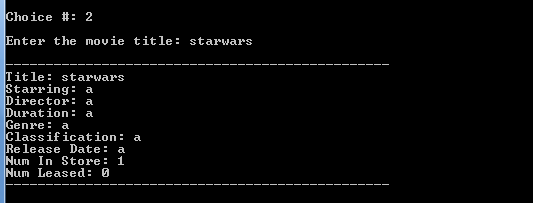 Choice #: 2
Enter the movie title: starwars
------------------------------------------------
Title: starwars
Starring: a
Director: a
Duration: a
Genre: a
Classification: a
Release Date: a
Num In Store: 1
Num Leased: 0
------------------------------------------------